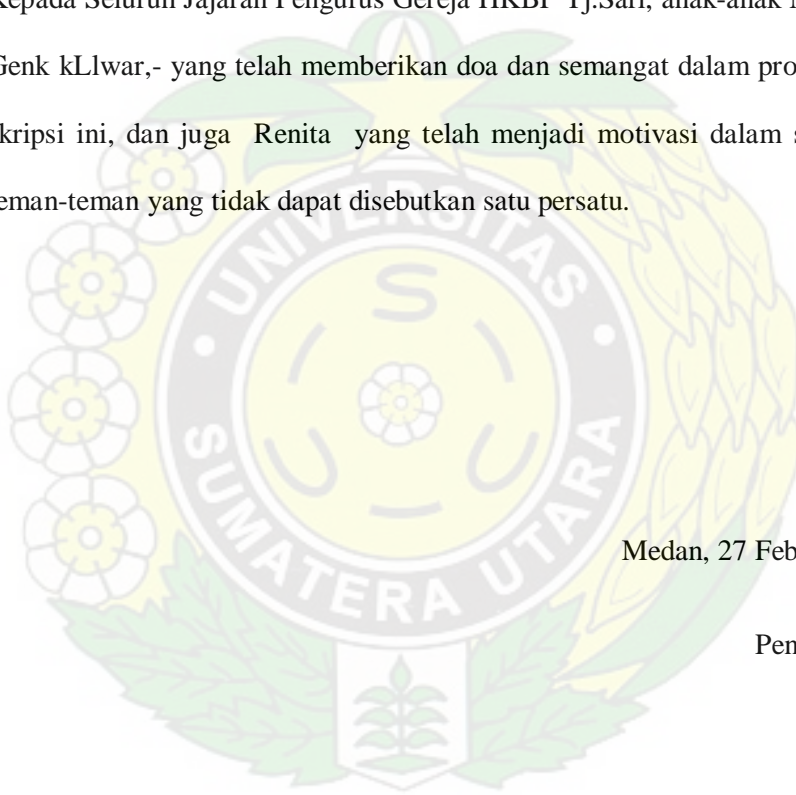 Kepada Seluruh Jajaran Pengurus Gereja HKBP Tj.Sari, anak-anak
Genk kLlwar,- yang telah memberikan doa dan semangat dalam
kripsi ini, dan juga Renita yang telah menjadi motivasi dalam
eman-teman yang tidak dapat disebutkan satu persatu.
UNIVERSITAS
S
U U
SUMATERA UTARA
Medan, 27 Feb
Pen